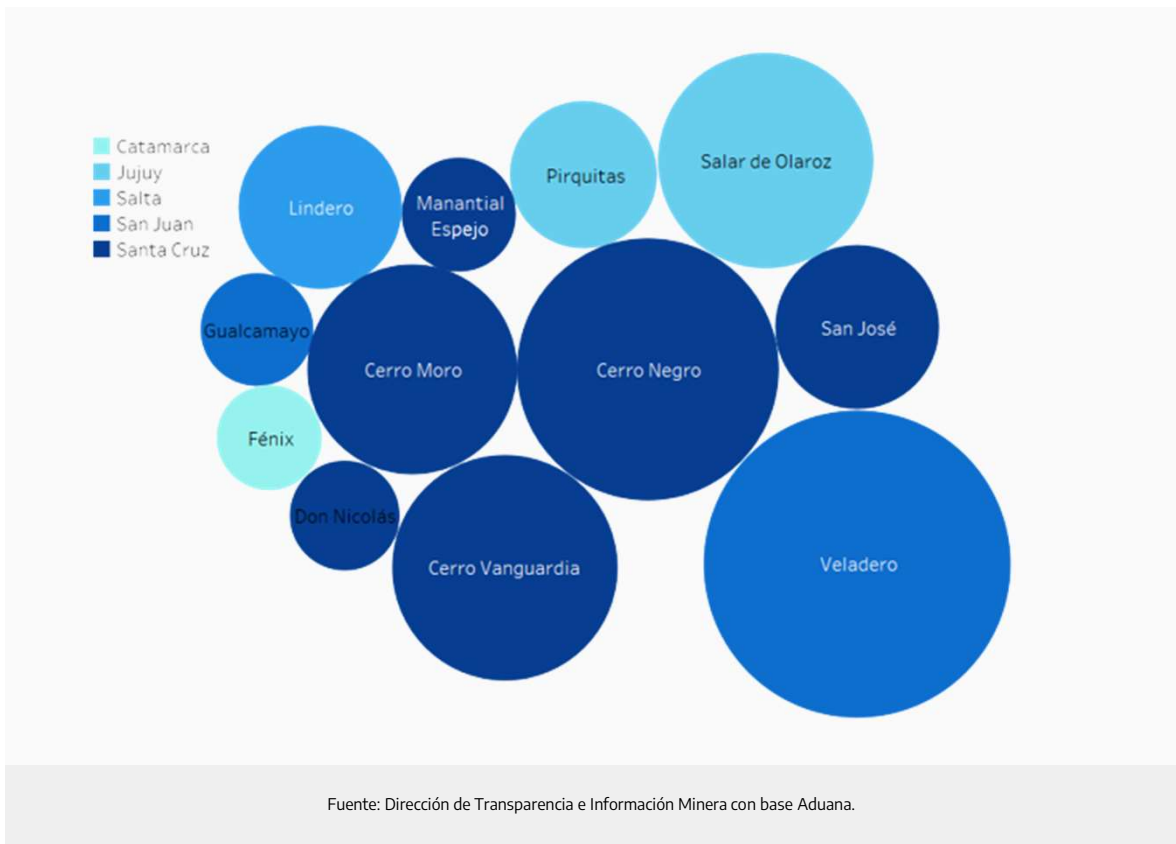 Catamarca
Jujuy
Salta
San Juan
Santa Cruz
Lindero
Manantial
Espejo
Pirquitas
Salar de Olaroz
Gualcamayo
Cerro Moro
Cerro Negro
San José
Fénix
Don Nicolás
Cerro Vanguardia
Veladero
Fuente: Dirección de Transparencia e Información Minera con base Aduana.